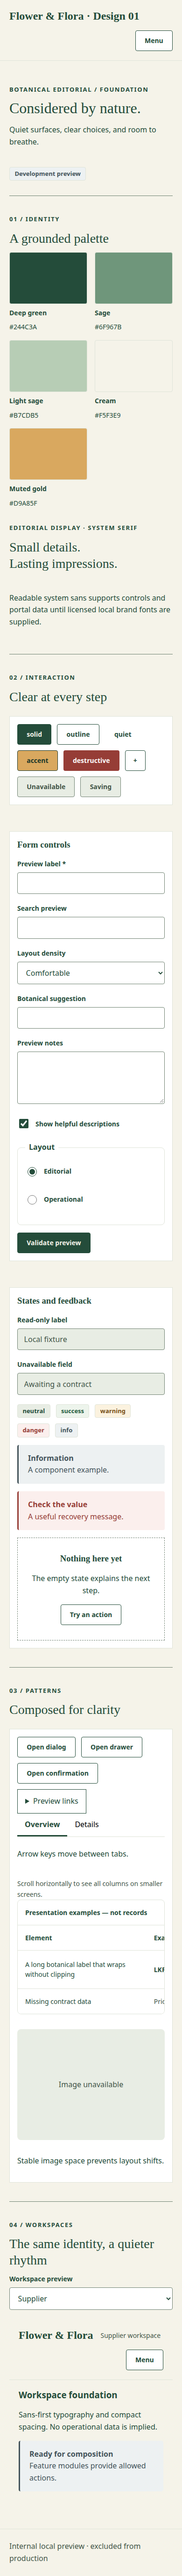 Flower & Flora · Design 01
Menu
BOTANICAL EDITORIAL / FOUNDATION
Considered by nature.
Quiet surfaces, clear choices, and room to
breathe.
Development preview
01 / IDENTITY
A grounded palette
Deep green
#244C3A
Sage
#6F967B
Light sage
#B7CDB5
Cream
#F5F3E9
Muted gold
#D9A85F
EDITORIAL DISPLAY · SYSTEM SERIF
Small details.
Lasting impressions.
Readable system sans supports controls and
portal data until licensed local brand fonts are
supplied.
02 / INTERACTION
Clear at every step
solid
outline
quiet
accent
destructive
+
Unavailable
Saving
Form controls
Preview label *
Search preview
Layout density
Comfortable
Botanical suggestion
Preview notes
Show helpful descriptions
Layout
Editorial
Operational
Validate preview
States and feedback
Read-only label
Local fixture
Unavailable field
Awaiting a contract
neutral
success
warning
danger
info
Information
A component example.
Check the value
A useful recovery message.
Nothing here yet
The empty state explains the next
step.
Try an action
03 / PATTERNS
Composed for clarity
Open dialog
Open drawer
Open confirmation
Preview links
Overview
Details
Arrow keys move between tabs.
Scroll horizontally to see all columns on smaller
screens.
Presentation examples — not records
Element
Exa
A long botanical label that wraps
without clipping
LKR
Missing contract data
Pric
Image unavailable
Stable image space prevents layout shifts.
04 / WORKSPACES
The same identity, a quieter
rhythm
Workspace preview
Supplier
Flower & Flora
Supplier workspace
Menu
Workspace foundation
Sans-first typography and compact
spacing. No operational data is implied.
Ready for composition
Feature modules provide allowed
actions.
Internal local preview · excluded from
production